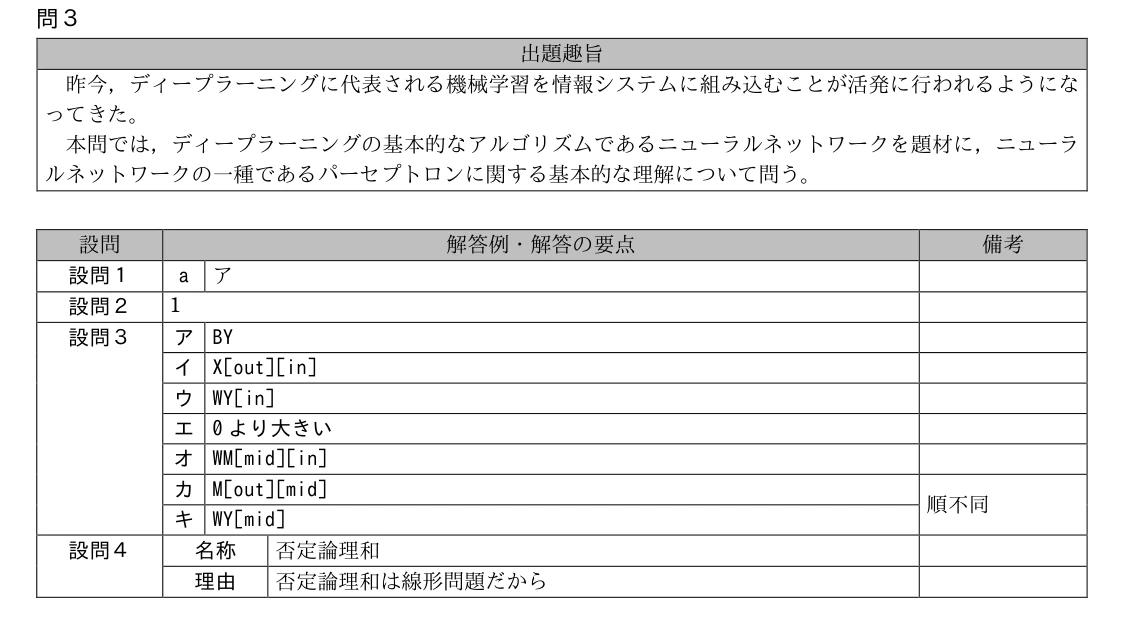 問３
出題趣旨
昨今，ディープラーニングに代表される機械学習を情報システムに組み込むことが活発に行われるようにな
ってきた。
本問では，ディープラーニングの基本的なアルゴリズムであるニューラルネットワークを題材に，ニューラ
ルネットワークの一種であるパーセプトロンに関する基本的な理解について問う。
設問 解答例・解答の要点 備考
設問１ a ア
設問２ 1
設問３ ア BY
イ X[out][in]
ウ WY[in]
エ 0 より大きい
オ WM[mid][in]
カ M[out][mid] 順不同
キ WY[mid]
設問４ 名称 否定論理和
理由 否定論理和は線形問題だから